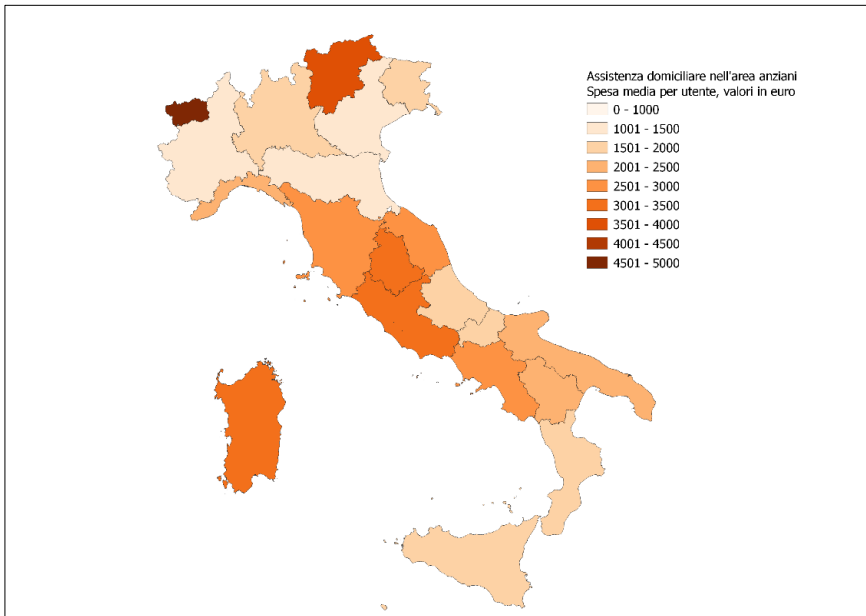 Assistenza domiciliare nell'area anziani
Spesa media per utente, valori in euro
0 - 1000
1001 - 1500
1501 - 2000
2001 - 2500
2501 - 3000
3001 - 3500
3501 - 4000
4001 - 4500
4501 - 5000